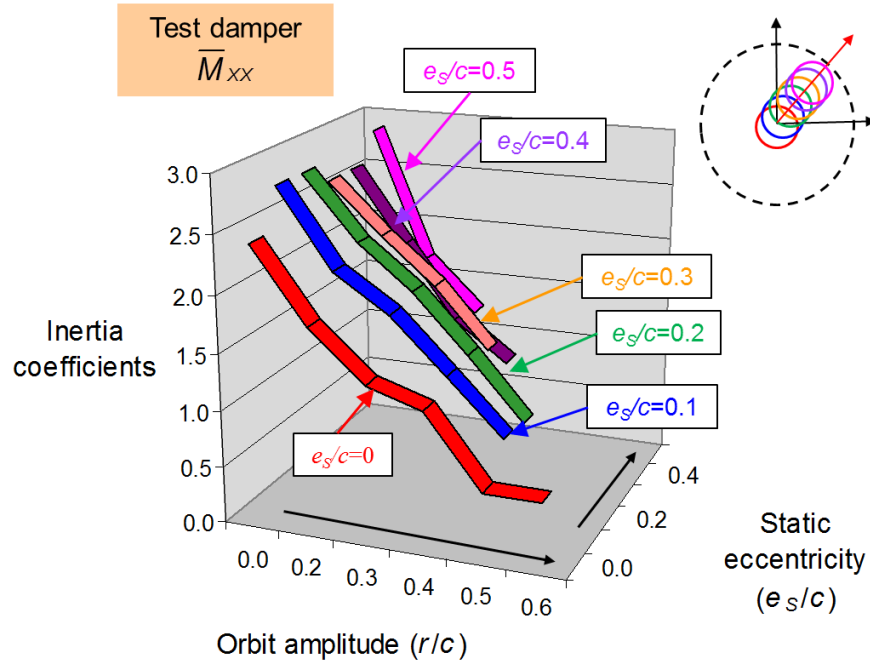 Test damper
M̅XX
eS/c=0.5
eS/c=0.4
3.0
2.5
2.0
1.5
1.0
0.5
0.0
Inertia
coefficients
eS/c=0.3
eS/c=0.2
eS/c=0.1
eS/c=0
0.0
0.2
0.3
0.4
0.5
0.6
0.0
0.2
0.4
Orbit amplitude (r/c)
Static
eccentricity
(eS/c)